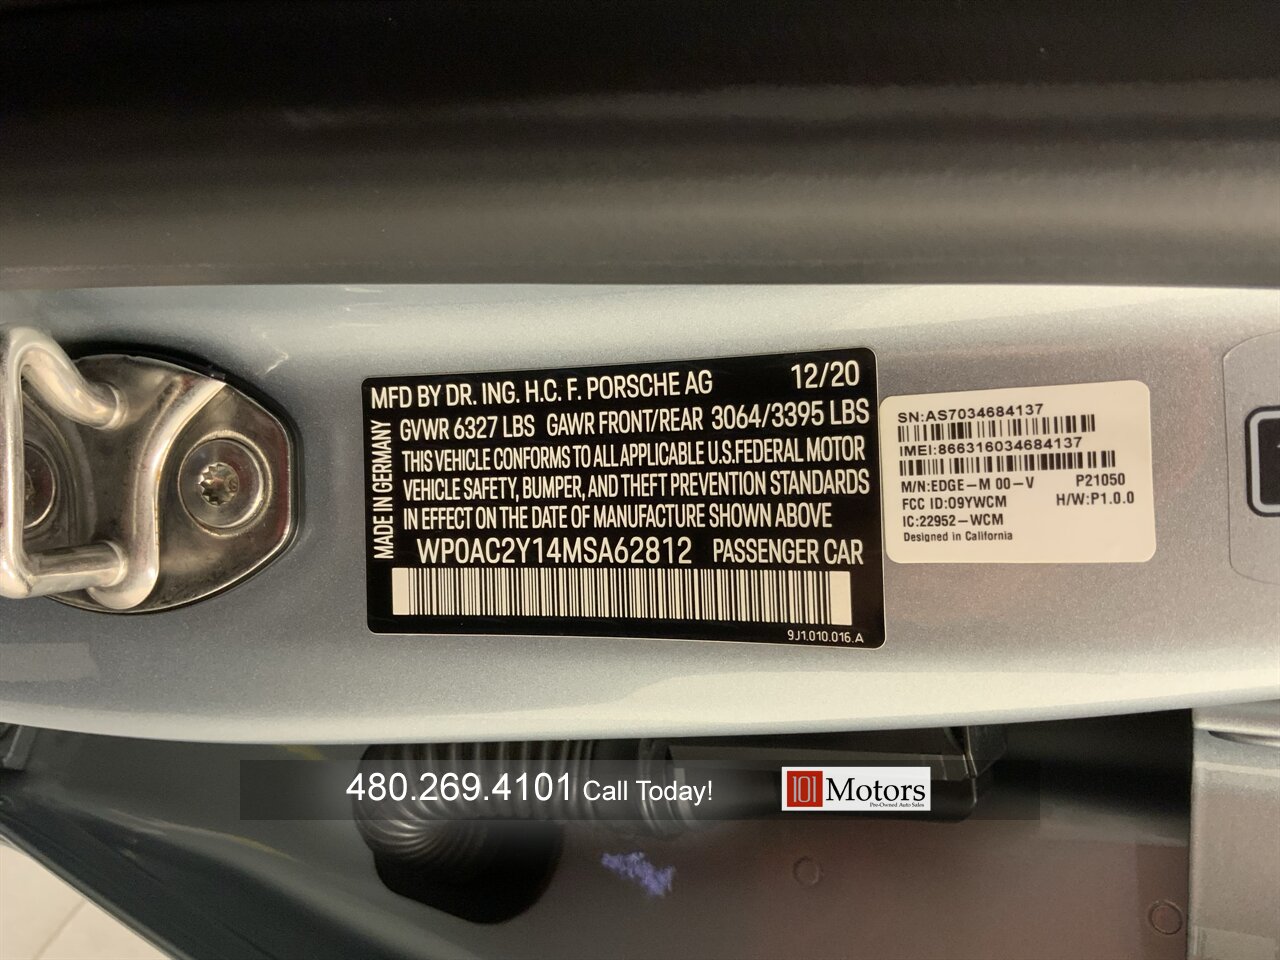 MFD BY DR. ING. H.C. F. PORSCHE AG 12/20
GVWR 6327 LBS GAWR FRONT/REAR 3064/3395 LBS
THIS VEHICLE CONFORMS TO ALL APPLICABLE U.S. FEDERAL MOTOR
VEHICLE SAFETY, BUMPER, AND THEFT PREVENTION STANDARDS
IN EFFECT ON THE DATE OF MANUFACTURE SHOWN ABOVE
MADE IN GERMANY
WP0AC2Y14MSA62812 PASSENGER CAR
9J1.010.016.A
SN:AS7034684137
IMEI:866316034684137
M/N:EDGE-M 00-V P21050
FCC ID:O9YWCM H/W:P1.0.0
IC:22952-WCM
Designed in California
480.269.4101 Call Today!
101 Motors
Pre-Owned Auto Sales